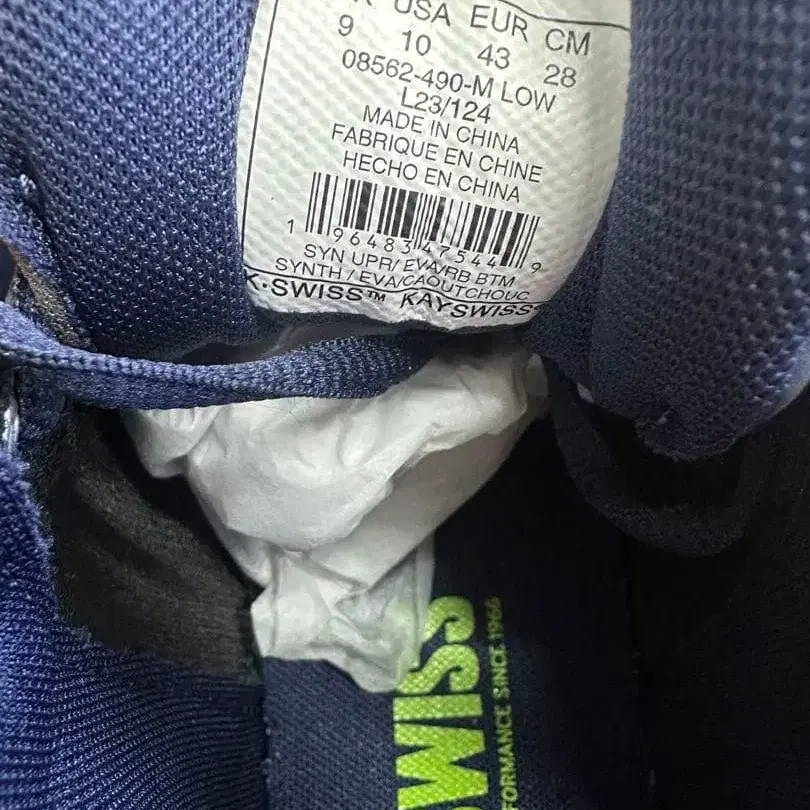 USA EUR CM
9 10 43 28
08562-490-M LOW
L23/124
MADE IN CHINA
FABRIQUE EN CHINE
HECHO EN CHINA
1 96483 47544 9
SYN UPR/ EVA/RB BTM
SYNTH / EVA/CAOUTCHOUC
K·SWISS™ KAYSWISS
SWISS
FORMANCE SINCE 1966